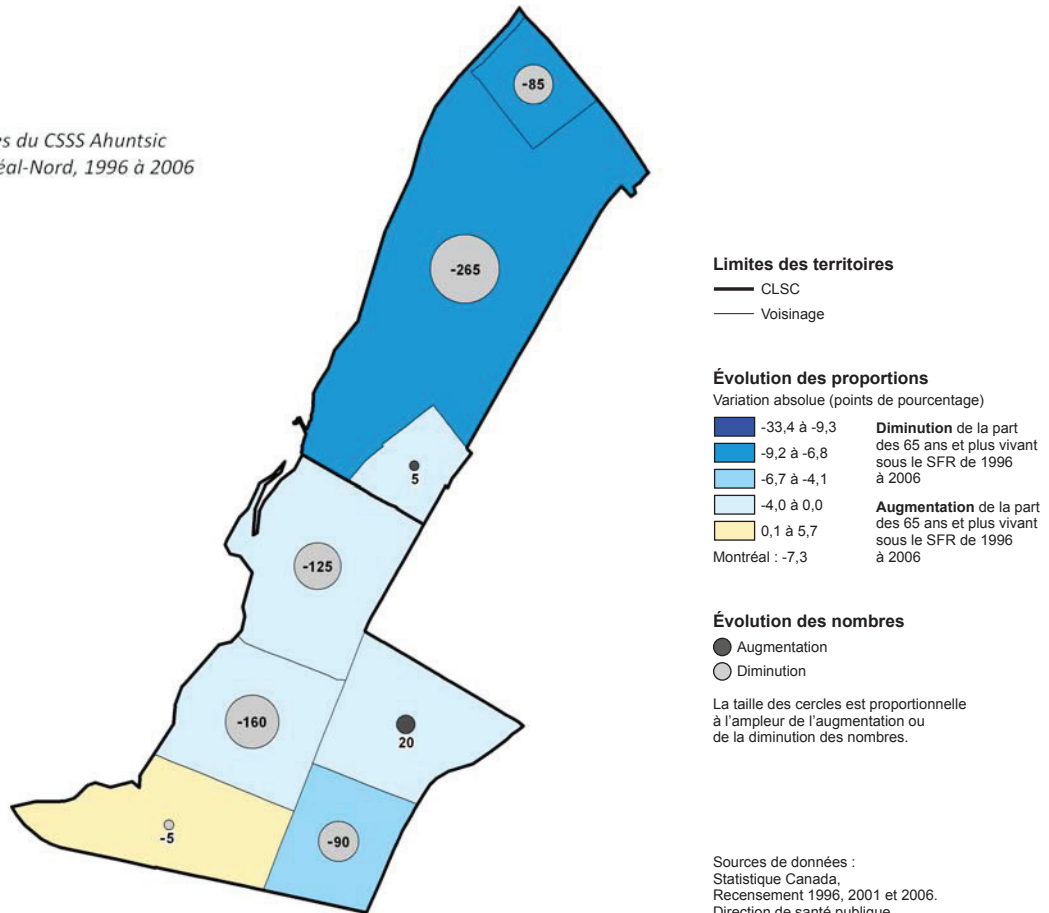 es du CSSS Ahuntsic
éal-Nord, 1996 à 2006
-85
-265
5
-125
-160
20
-5
-90
Limites des territoires
CLSC
Voisinage
Évolution des proportions
Variation absolue (points de pourcentage)
-33,4 à -9,3
-9,2 à -6,8
-6,7 à -4,1
-4,0 à 0,0
0,1 à 5,7
Montréal : -7,3
Diminution de la part
des 65 ans et plus vivant
sous le SFR de 1996
à 2006
Augmentation de la part
des 65 ans et plus vivant
sous le SFR de 1996
à 2006
Évolution des nombres
Augmentation
Diminution
La taille des cercles est proportionnelle
à l'ampleur de l'augmentation ou
de la diminution des nombres.
Sources de données :
Statistique Canada,
Recensement 1996, 2001 et 2006.
Direction de santé publique